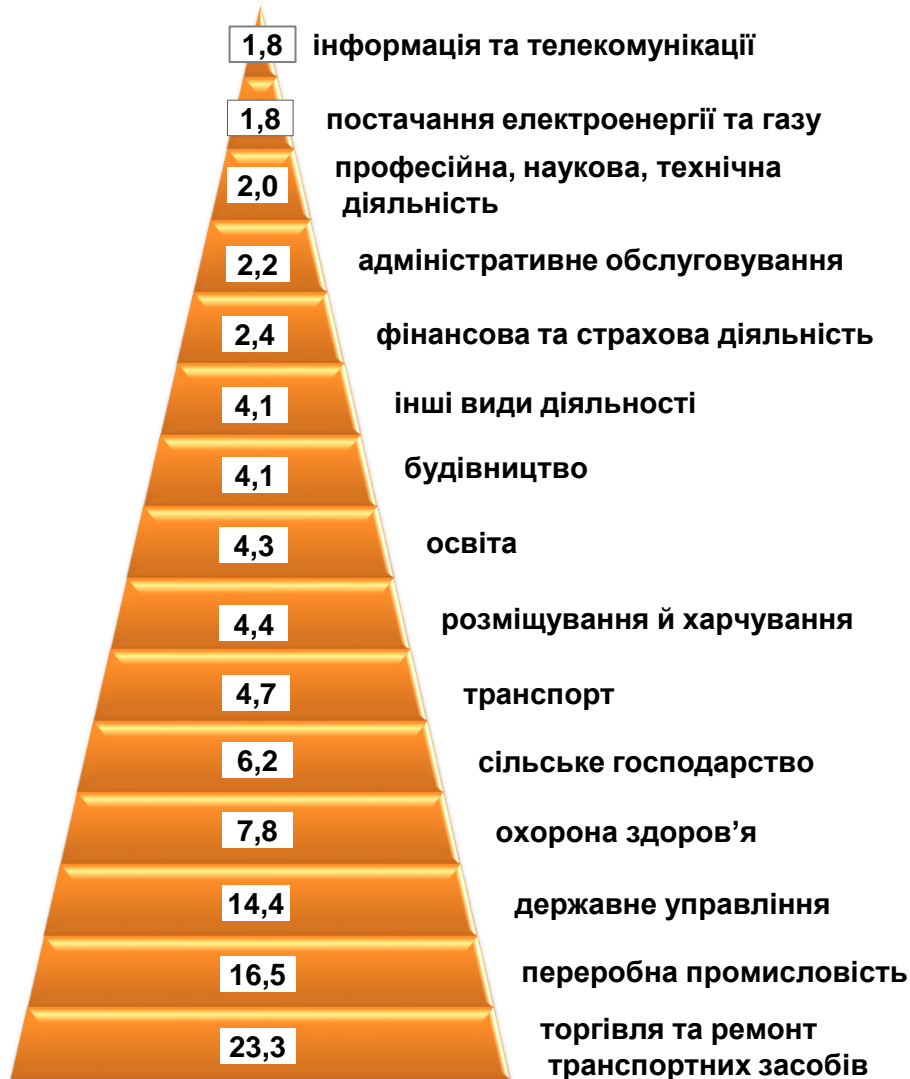 1,8 інформація та телекомунікації
1,8 постачання електроенергії та газу
2,0 професійна, наукова, технічна
діяльність
2,2 адміністративне обслуговування
2,4 фінансова та страхова діяльність
4,1 інші види діяльності
4,1 будівництво
4,3 освіта
4,4 розміщування й харчування
4,7 транспорт
6,2 сільське господарство
7,8 охорона здоров’я
14,4 державне управління
16,5 переробна промисловість
23,3 торгівля та ремонт
транспортних засобів